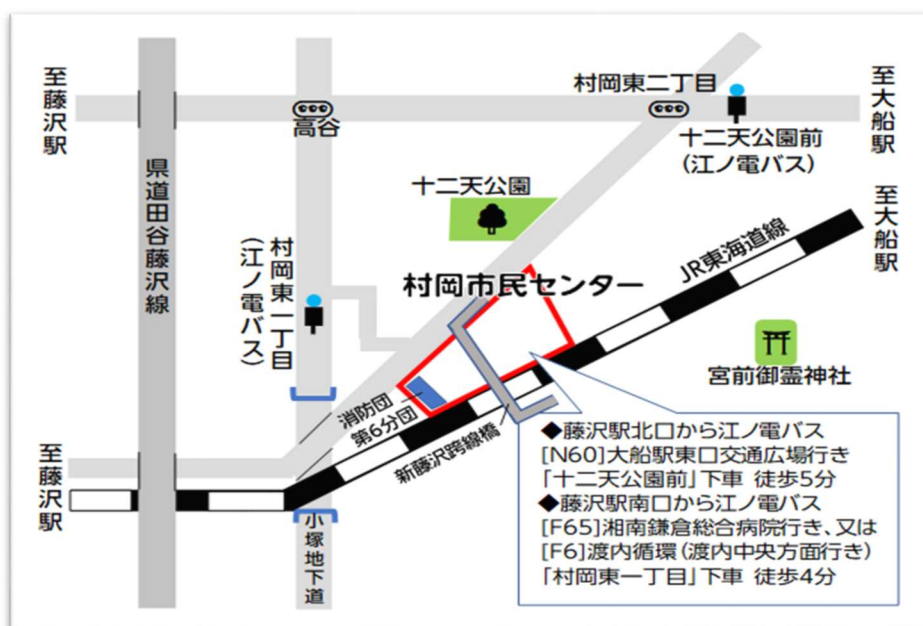 至藤沢駅
県道田谷藤沢線
高谷
村岡東二丁目
十二天公園前
(江ノ電バス)
至大船駅
至大船駅
十二天公園
村岡東一丁目
(江ノ電バス)
村岡市民センター
JR東海道線
宮前御霊神社
消防団
第6分団
新藤沢跨線橋
至藤沢駅
小塚地下道
◆藤沢駅北口から江ノ電バス
[N60]大船駅東口交通広場行き
「十二天公園前」下車 徒歩5分
◆藤沢駅南口から江ノ電バス
[F65]湘南鎌倉総合病院行き、又は
[F6]渡内循環(渡内中央方面行き)
「村岡東一丁目」下車 徒歩4分